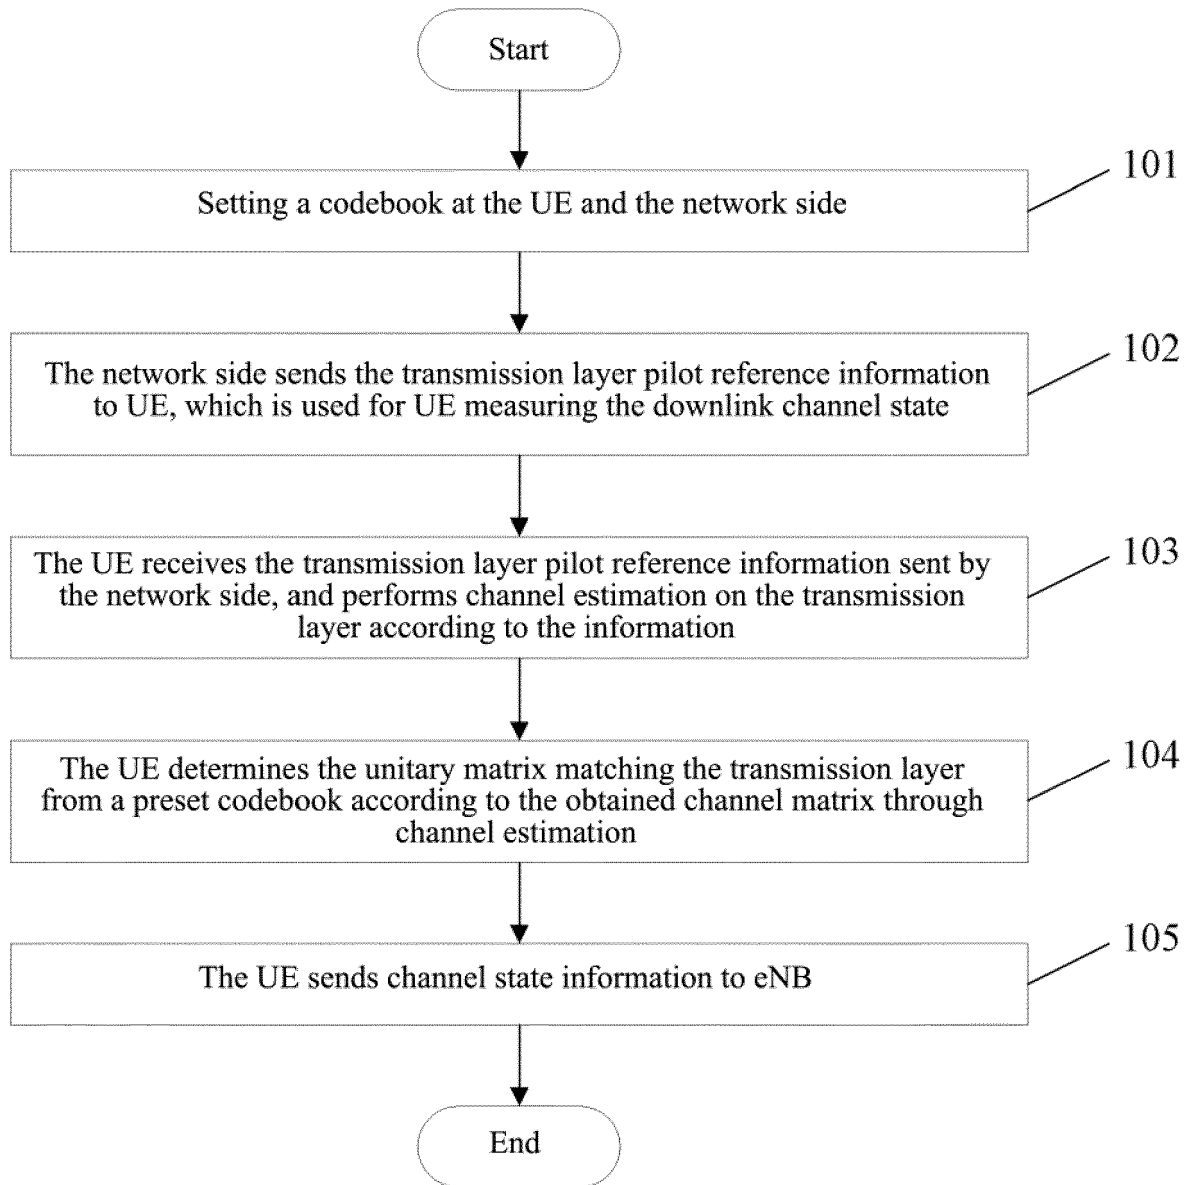 Start
101
Setting a codebook at the UE and the network side
102
The network side sends the transmission layer pilot reference information
to UE, which is used for UE measuring the downlink channel state
103
The UE receives the transmission layer pilot reference information sent by
the network side, and performs channel estimation on the transmission
layer according to the information
104
The UE determines the unitary matrix matching the transmission layer
from a preset codebook according to the obtained channel matrix through
channel estimation
105
The UE sends channel state information to eNB
End